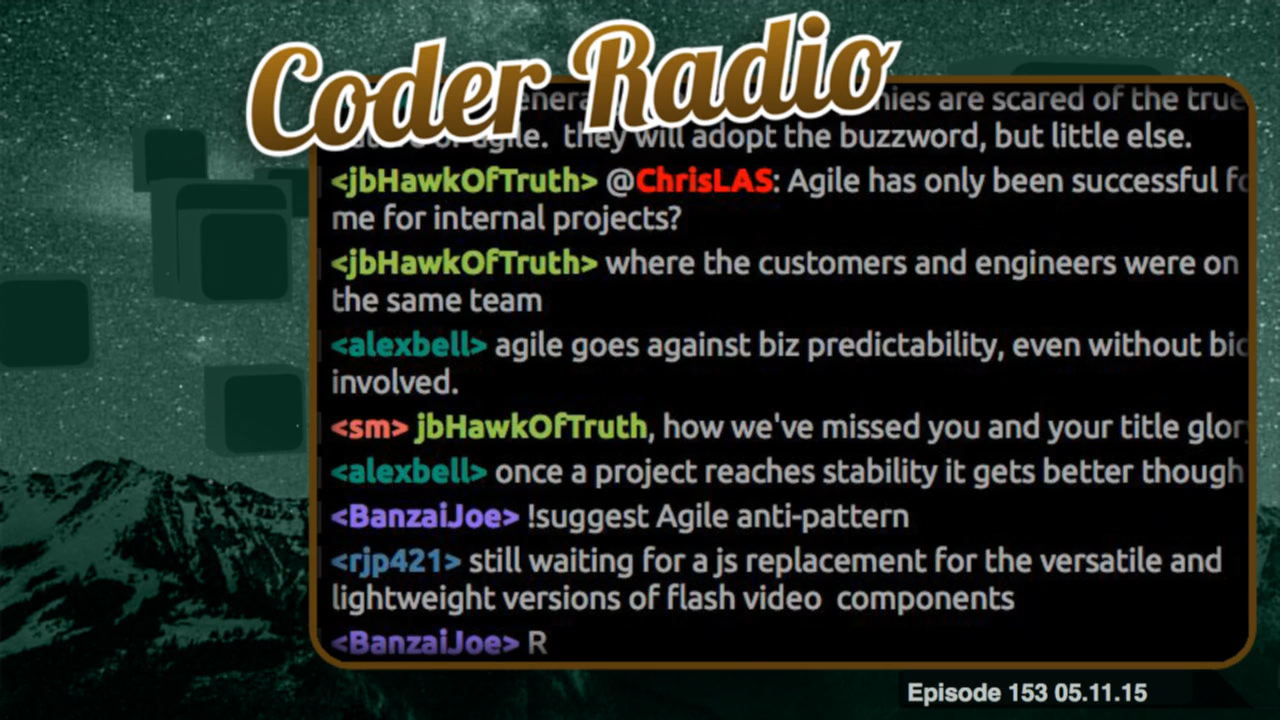 Coder Radio
are scared of the true
agile. they will adopt the buzzword, but little else.
<jbHawkOfTruth> @ChrisLAS: Agile has only been successful
me for internal projects?
<jbHawkOfTruth> where the customers and engineers were on
the same team
<alexbell> agile goes against biz predictability, even without
involved.
<sm> jbHawkOfTruth, how we've missed you and your title
<alexbell> once a project reaches stability it gets better though
<BanzaiJoe> !suggest Agile anti-pattern
<rjp421> still waiting for a js replacement for the versatile and
lightweight versions of flash video components
<BanzaiJoe> R
Episode 153 05.11.15